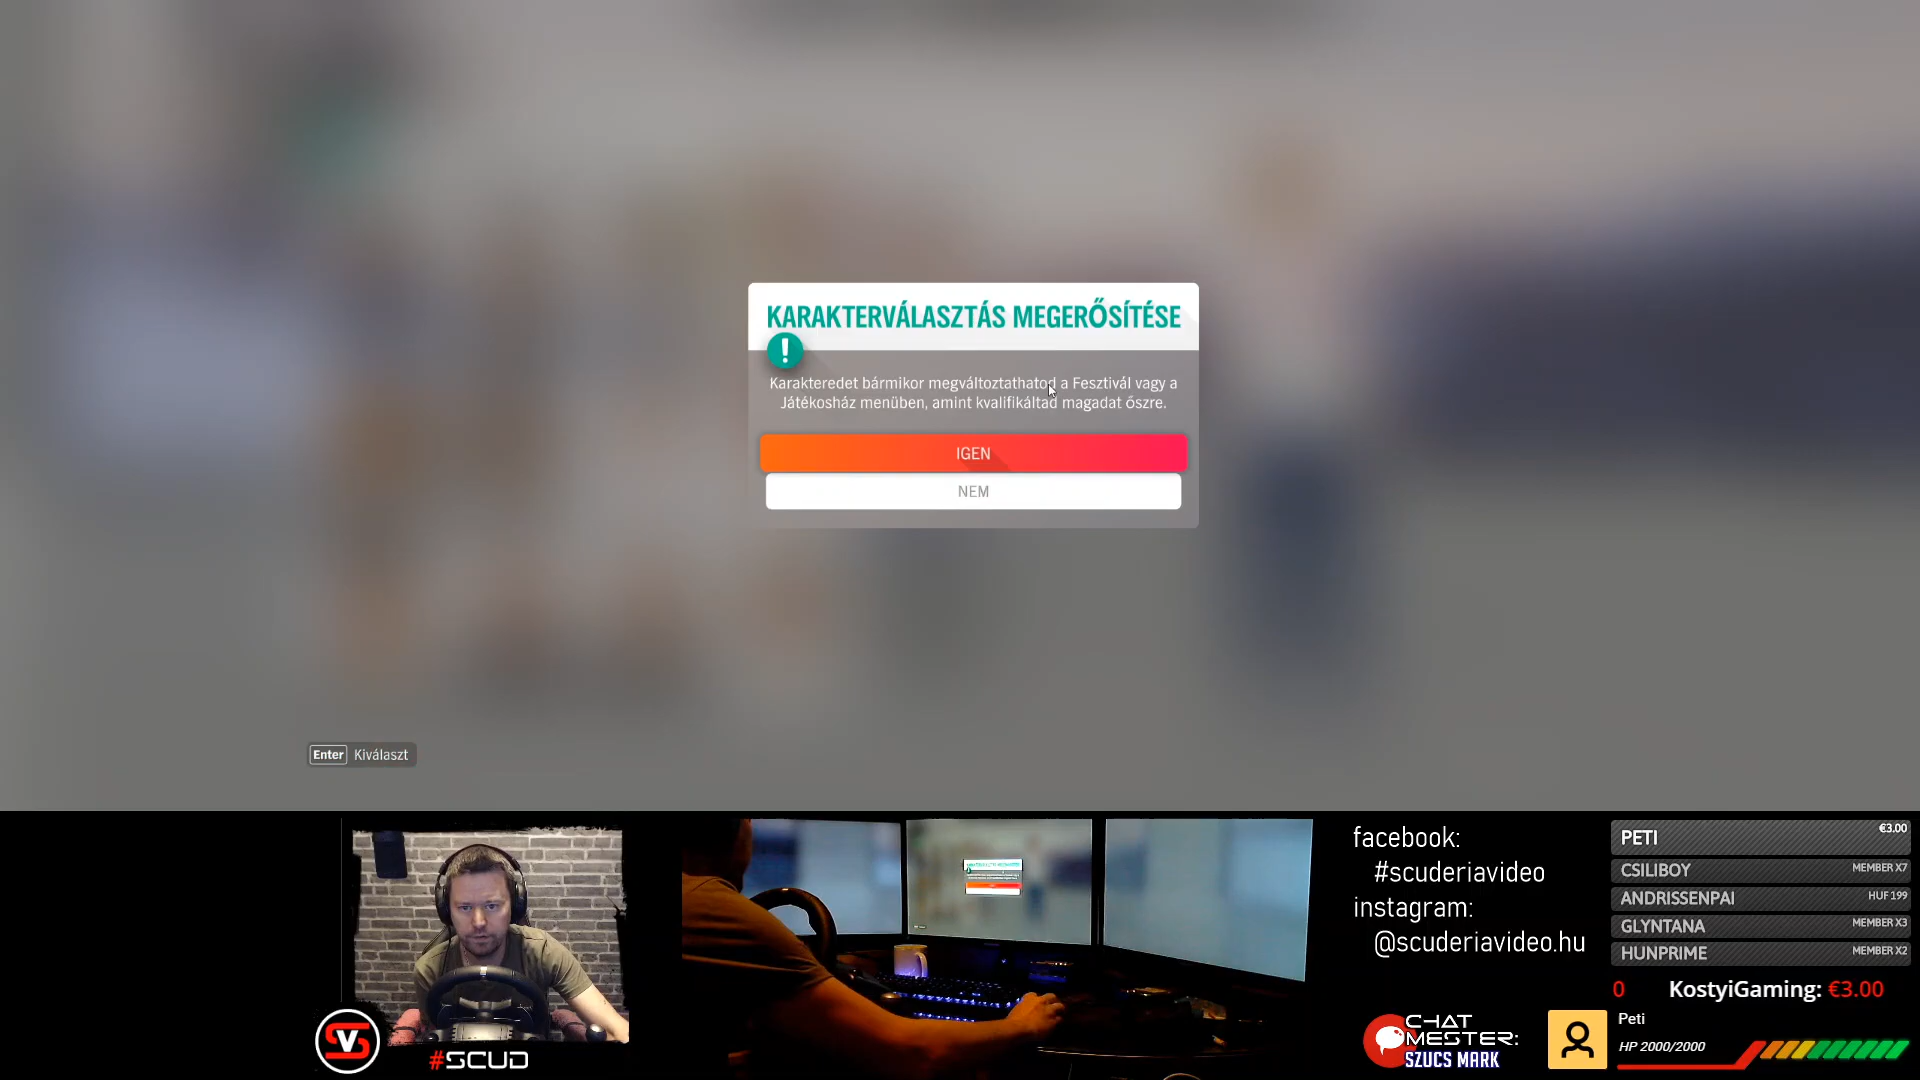 KARAKTERVÁLASZTÁS MEGERŐSÍTÉSE
!
Karakteredet bármikor megváltoztathatod a Fesztivál vagy a
Játékosház menüben, amint kvalifikáltad magadat őszre.
IGEN
NEM
Enter Kiválaszt
#SCUD
facebook:
#scuderiavideo
instagram:
@scuderiavideo.hu
CHAT
MESTER:
SZUCS MARK
PETI €3.00
CSILIBOY MEMBER X7
ANDRISSENPAI HUF 199
GLYNTANA MEMBER X3
HUNPRIME MEMBER X2
0 KostyiGaming: €3.00
Peti
HP 2000/2000